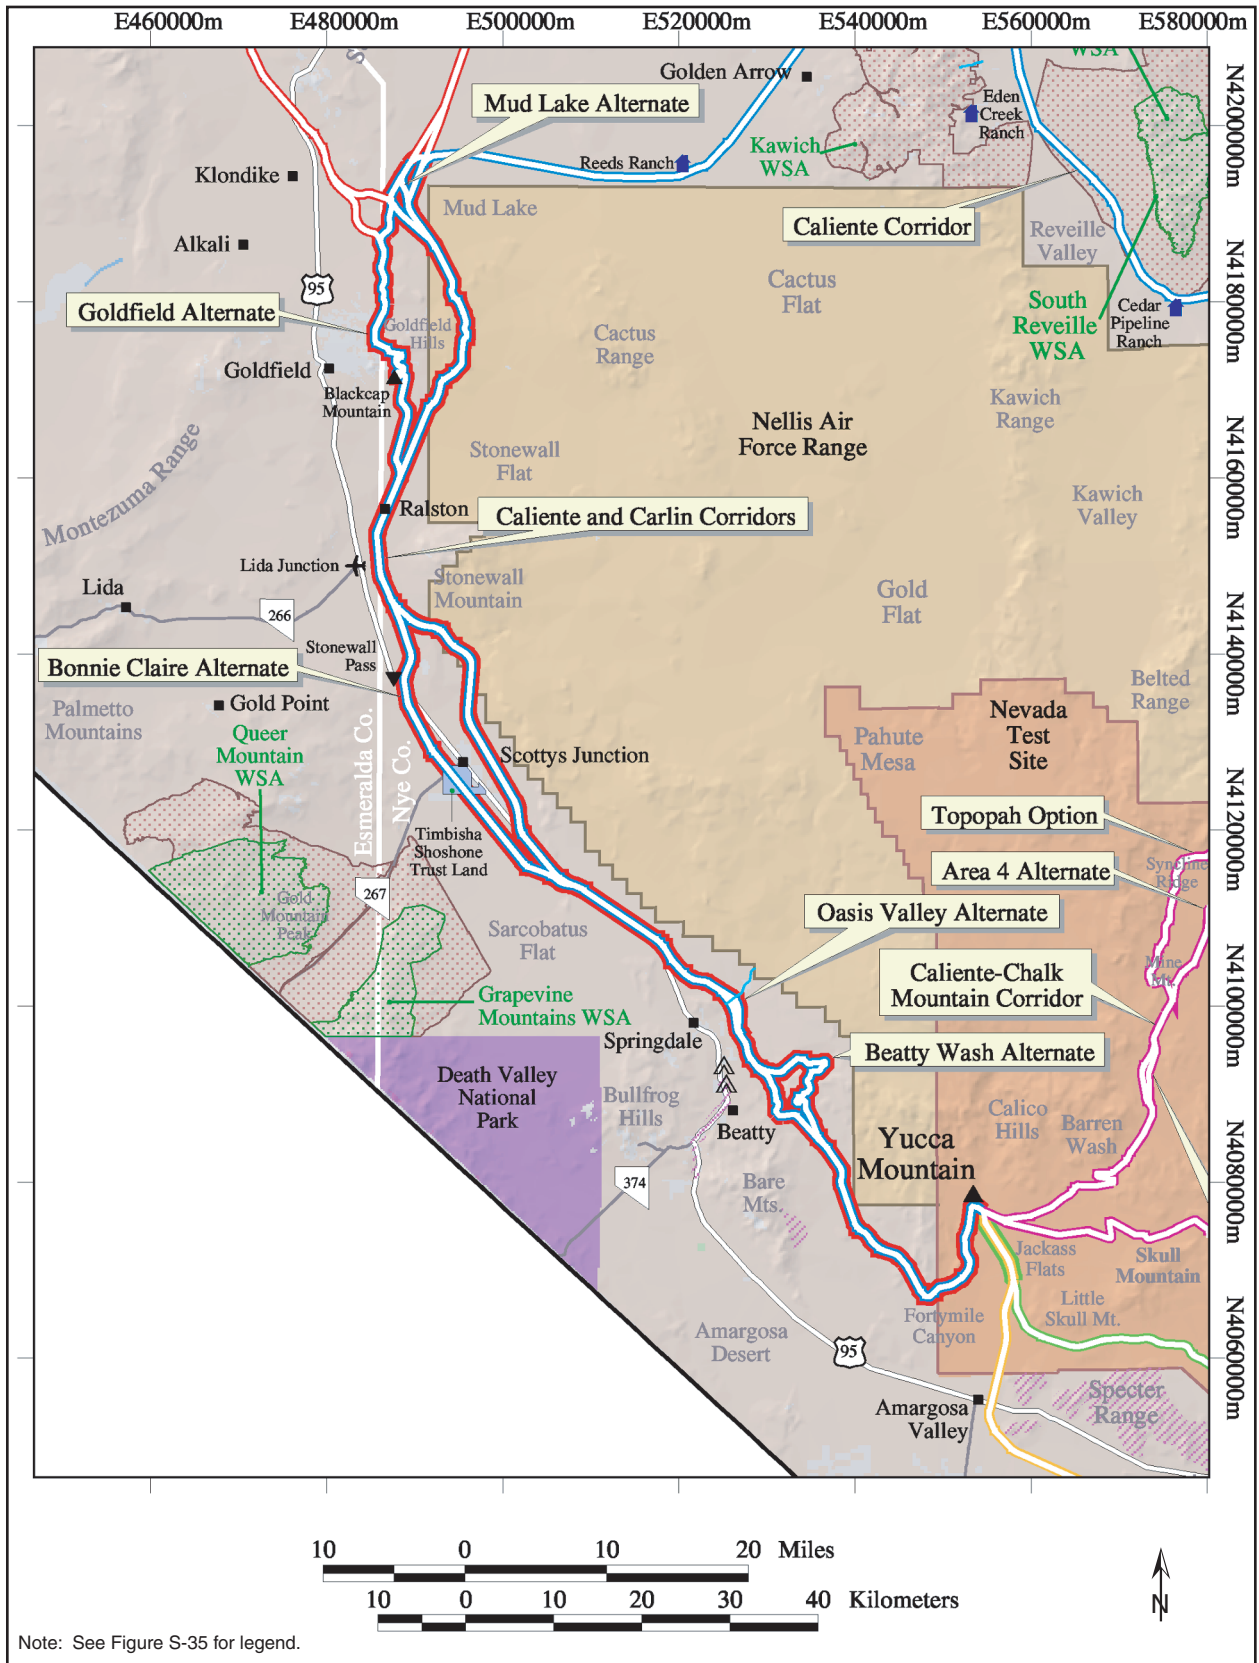 E460000m E480000m E500000m E520000m E540000m E560000m E580000m
WSA
Golden Arrow
Mud Lake Alternate
Eden
Creek
Ranch
N4200000m
Kawich
WSA
Reeds Ranch
Klondike
Mud Lake
Caliente Corridor
Reveille
Valley
Alkali
95
Cactus
Flat
N4180000m
South
Reveille
WSA
Cedar
Pipeline
Ranch
Goldfield Alternate
Goldfield
Hills
Cactus
Range
Goldfield
Blackcap
Mountain
Kawich
Range
Nellis Air
Force Range
Montezuma Range
Stonewall
Flat
N4160000m
Kawich
Valley
Ralston
Caliente and Carlin Corridors
Lida Junction
Stonewall
Mountain
Lida
266
Gold
Flat
N4140000m
Stonewall
Pass
Bonnie Claire Alternate
Belted
Range
Palmetto
Mountains
Gold Point
Nevada
Test
Site
Queer
Mountain
WSA
Esmeralda Co.
Nye Co.
Pahute
Mesa
Scottys Junction
Topopah Option
N4120000m
Timbisha
Shoshone
Trust Land
Area 4 Alternate
Syncline
Ridge
267
Gold
Mountain
Peak
Oasis Valley Alternate
Sarcobatus
Flat
Mine
Mt.
Caliente-Chalk
Mountain Corridor
Grapevine
Mountains WSA
N4100000m
Springdale
Beatty Wash Alternate
Death Valley
National
Park
Bullfrog
Hills
Calico
Hills
Barren
Wash
Beatty
Yucca
Mountain
N4080000m
374
Bare
Mts.
Jackass
Flats
Skull
Mountain
Little
Skull Mt.
Fortymile
Canyon
Amargosa
Desert
95
N4060000m
Specter
Range
Amargosa
Valley
10 0 10 20 Miles
10 0 10 20 30 40 Kilometers
N
Note: See Figure S-35 for legend.